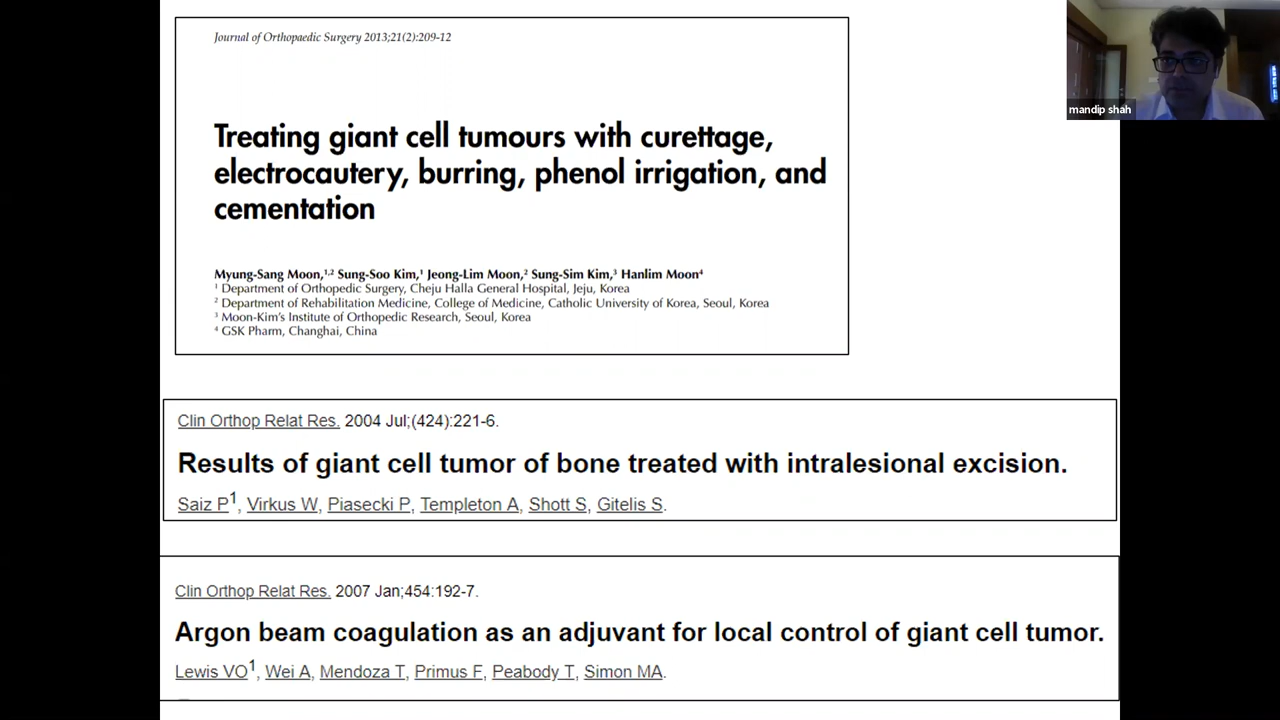 Journal of Orthopaedic Surgery 2013;21(2):209-12
Treating giant cell tumours with curettage,
electrocautery, burring, phenol irrigation, and
cementation
Myung-Sang Moon,1,2 Sung-Soo Kim,1 Jeong-Lim Moon,2 Sung-Sim Kim,3 Hanlim Moon4
1 Department of Orthopedic Surgery, Cheju Halla General Hospital, Jeju, Korea
2 Department of Rehabilitation Medicine, College of Medicine, Catholic University of Korea, Seoul, Korea
3 Moon-Kim's Institute of Orthopedic Research, Seoul, Korea
4 GSK Pharm, Changhai, China
mandip shah
Clin Orthop Relat Res. 2004 Jul;(424):221-6.
Results of giant cell tumor of bone treated with intralesional excision.
Saiz P1, Virkus W, Piasecki P, Templeton A, Shott S, Gitelis S.
Clin Orthop Relat Res. 2007 Jan;454:192-7.
Argon beam coagulation as an adjuvant for local control of giant cell tumor.
Lewis VO1, Wei A, Mendoza T, Primus F, Peabody T, Simon MA.